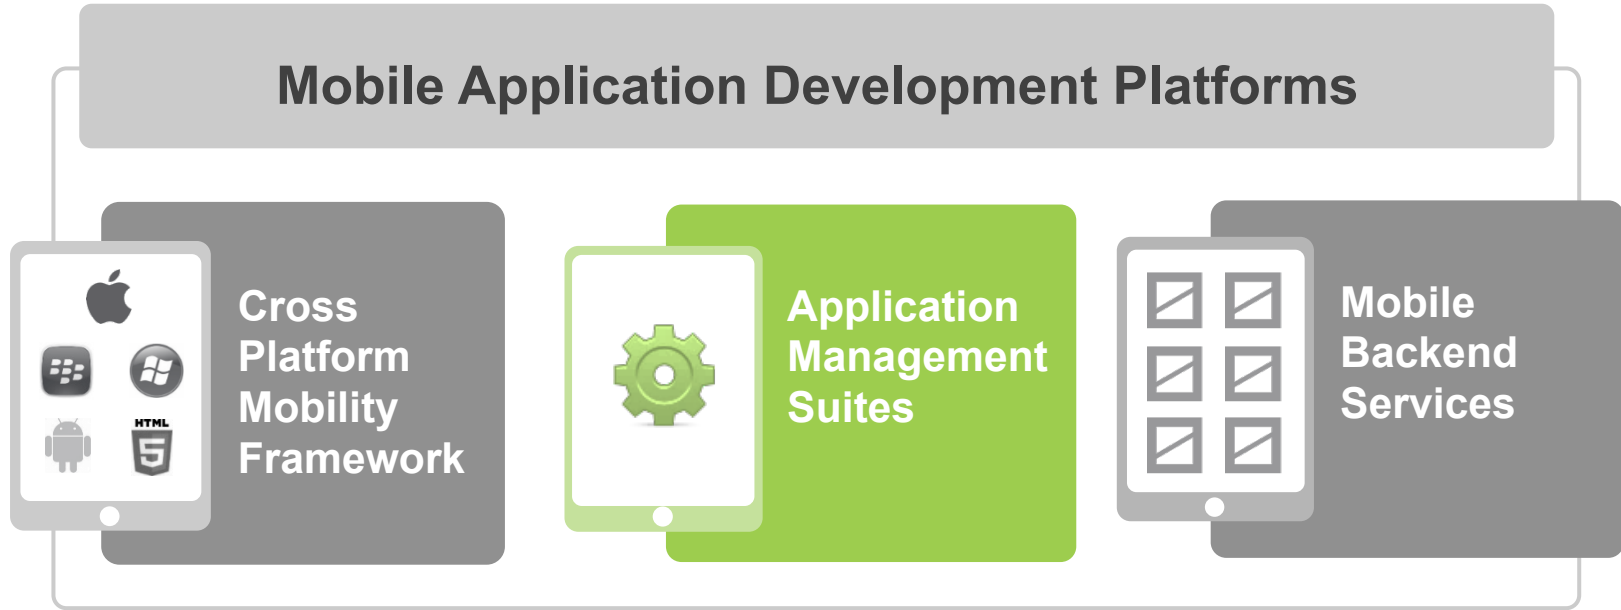 Mobile Application Development Platforms
Cross
Platform
Mobility
Framework
HTML
5
Application
Management
Suites
Mobile
Backend
Services